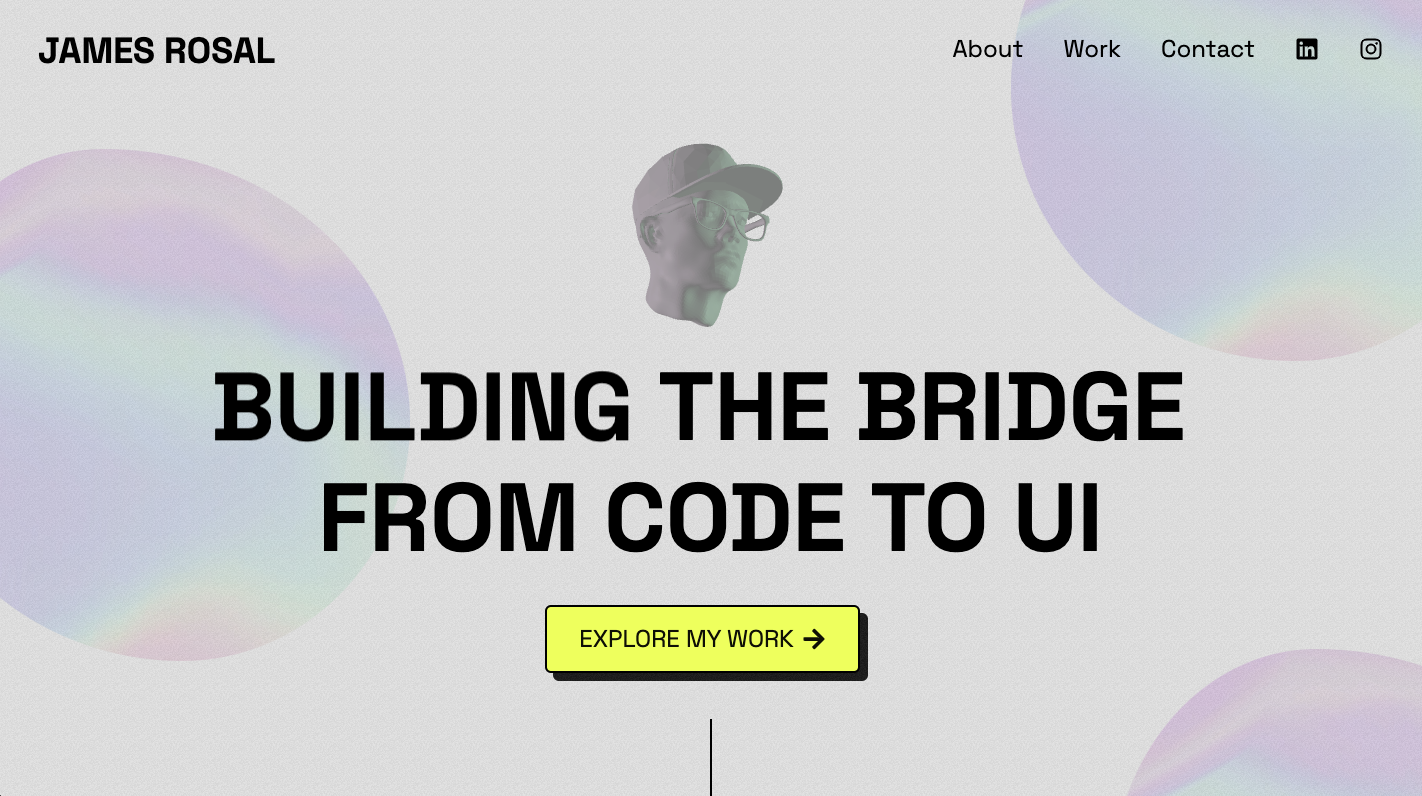 JAMES ROSAL
About Work Contact
BUILDING THE BRIDGE
FROM CODE TO UI
EXPLORE MY WORK